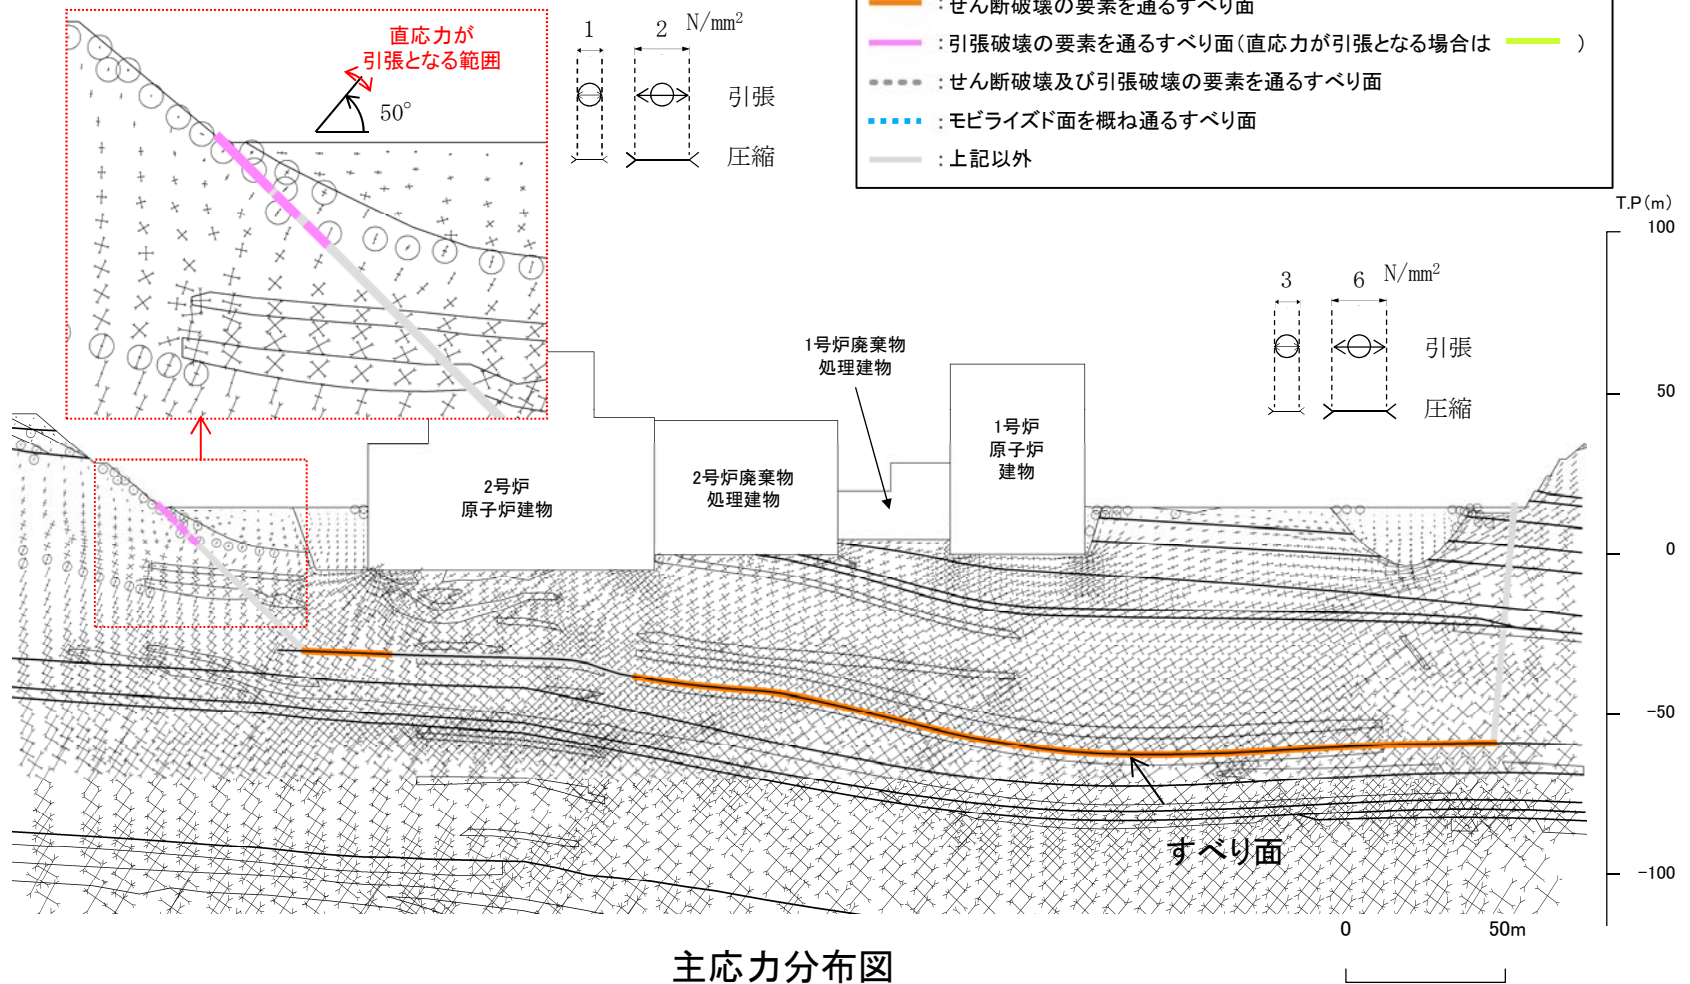 ：せん断破壊の要素を通るすべり面
：引張破壊の要素を通るすべり面（直応力が引張となる場合は　　　）
：せん断破壊及び引張破壊の要素を通るすべり面
：モビライズド面を概ね通るすべり面
：上記以外
直応力が
引張となる範囲
50°
1 2 N/mm²
引張
圧縮
T.P(m)
100
50
0
-50
-100
3 6 N/mm²
引張
圧縮
1号炉廃棄物
処理建物
1号炉
原子炉
建物
2号炉
原子炉建物
2号炉廃棄物
処理建物
すべり面
0 50m
主応力分布図